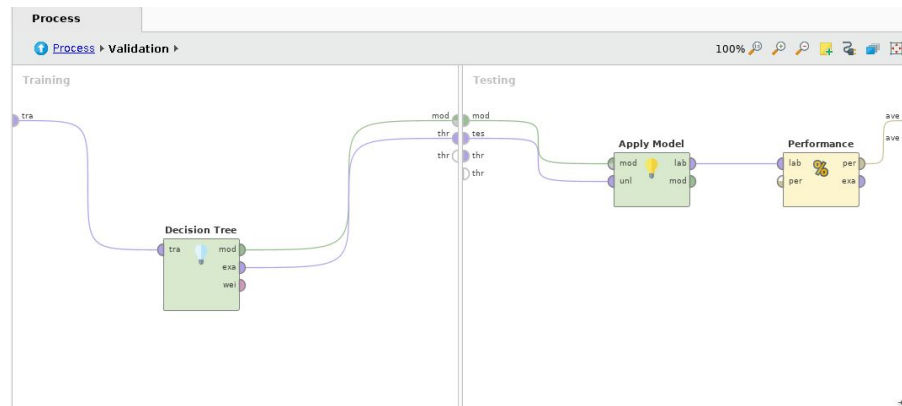 Process
Process ▸ Validation ▸
100%
Training
Testing
tra
mod
thr
thr
mod
tes
thr
thr
Decision Tree
tra
mod
exa
wei
Apply Model
mod
lab
unl
mod
Performance
lab
per
per
exa
ave
ave